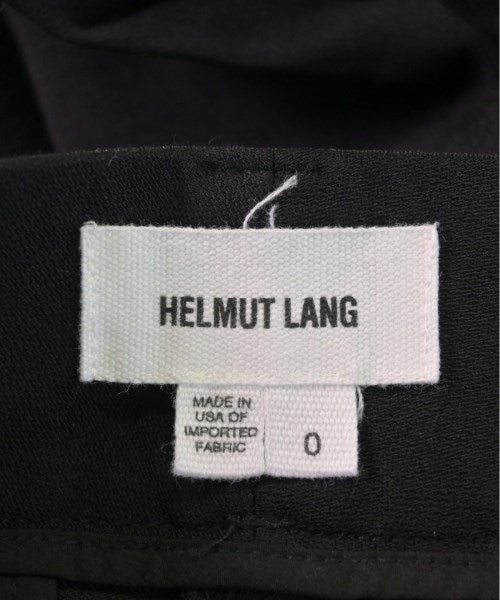 HELMUT LANG
MADE IN
USA OF
IMPORTED
FABRIC
0